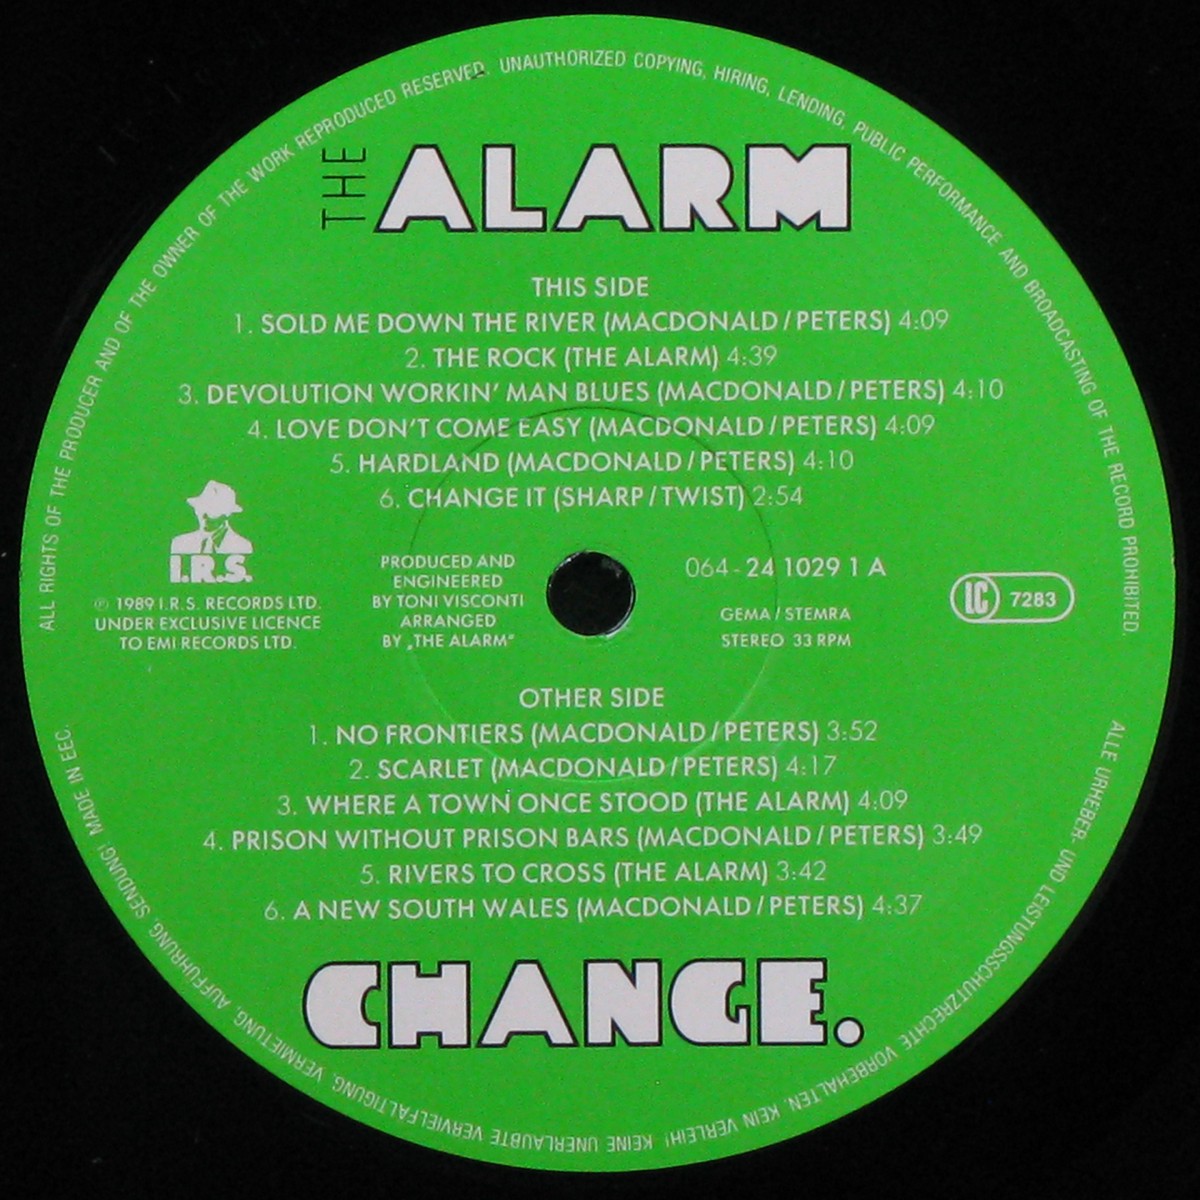 ALL RIGHTS OF THE PRODUCER AND OF THE OWNER OF THE WORK REPRODUCED RESERVED. UNAUTHORIZED COPYING, HIRING, LENDING, PUBLIC PERFORMANCE AND BROADCASTING OF THE RECORD PROHIBITED.
THE ALARM
THIS SIDE
1. SOLD ME DOWN THE RIVER (MACDONALD/PETERS) 4:09
2. THE ROCK (THE ALARM) 4:39
3. DEVOLUTION WORKIN' MAN BLUES (MACDONALD/PETERS) 4:10
4. LOVE DON'T COME EASY (MACDONALD/PETERS) 4:09
5. HARDLAND (MACDONALD/PETERS) 4:10
6. CHANGE IT (SHARP/TWIST) 2:54
I.R.S.
℗ 1989 I.R.S. RECORDS LTD.
UNDER EXCLUSIVE LICENCE
TO EMI RECORDS LTD.
PRODUCED AND
ENGINEERED
BY TONI VISCONTI
ARRANGED
BY „THE ALARM"
064-24 1029 1 A
GEMA/STEMRA
STEREO 33 RPM
LC 7283
OTHER SIDE
1. NO FRONTIERS (MACDONALD/PETERS) 3:52
2. SCARLET (MACDONALD/PETERS) 4:17
3. WHERE A TOWN ONCE STOOD (THE ALARM) 4:09
4. PRISON WITHOUT PRISON BARS (MACDONALD/PETERS) 3:49
5. RIVERS TO CROSS (THE ALARM) 3:42
6. A NEW SOUTH WALES (MACDONALD/PETERS) 4:37
CHANGE.
ALLE URHEBER- UND LEISTUNGSSCHUTZRECHTE VORBEHALTEN. KEIN VERLEIH! KEINE UNERLAUBTE VERVIELFÄLTIGUNG, VERMIETUNG, AUFFÜHRUNG, SENDUNG! MADE IN EEC.